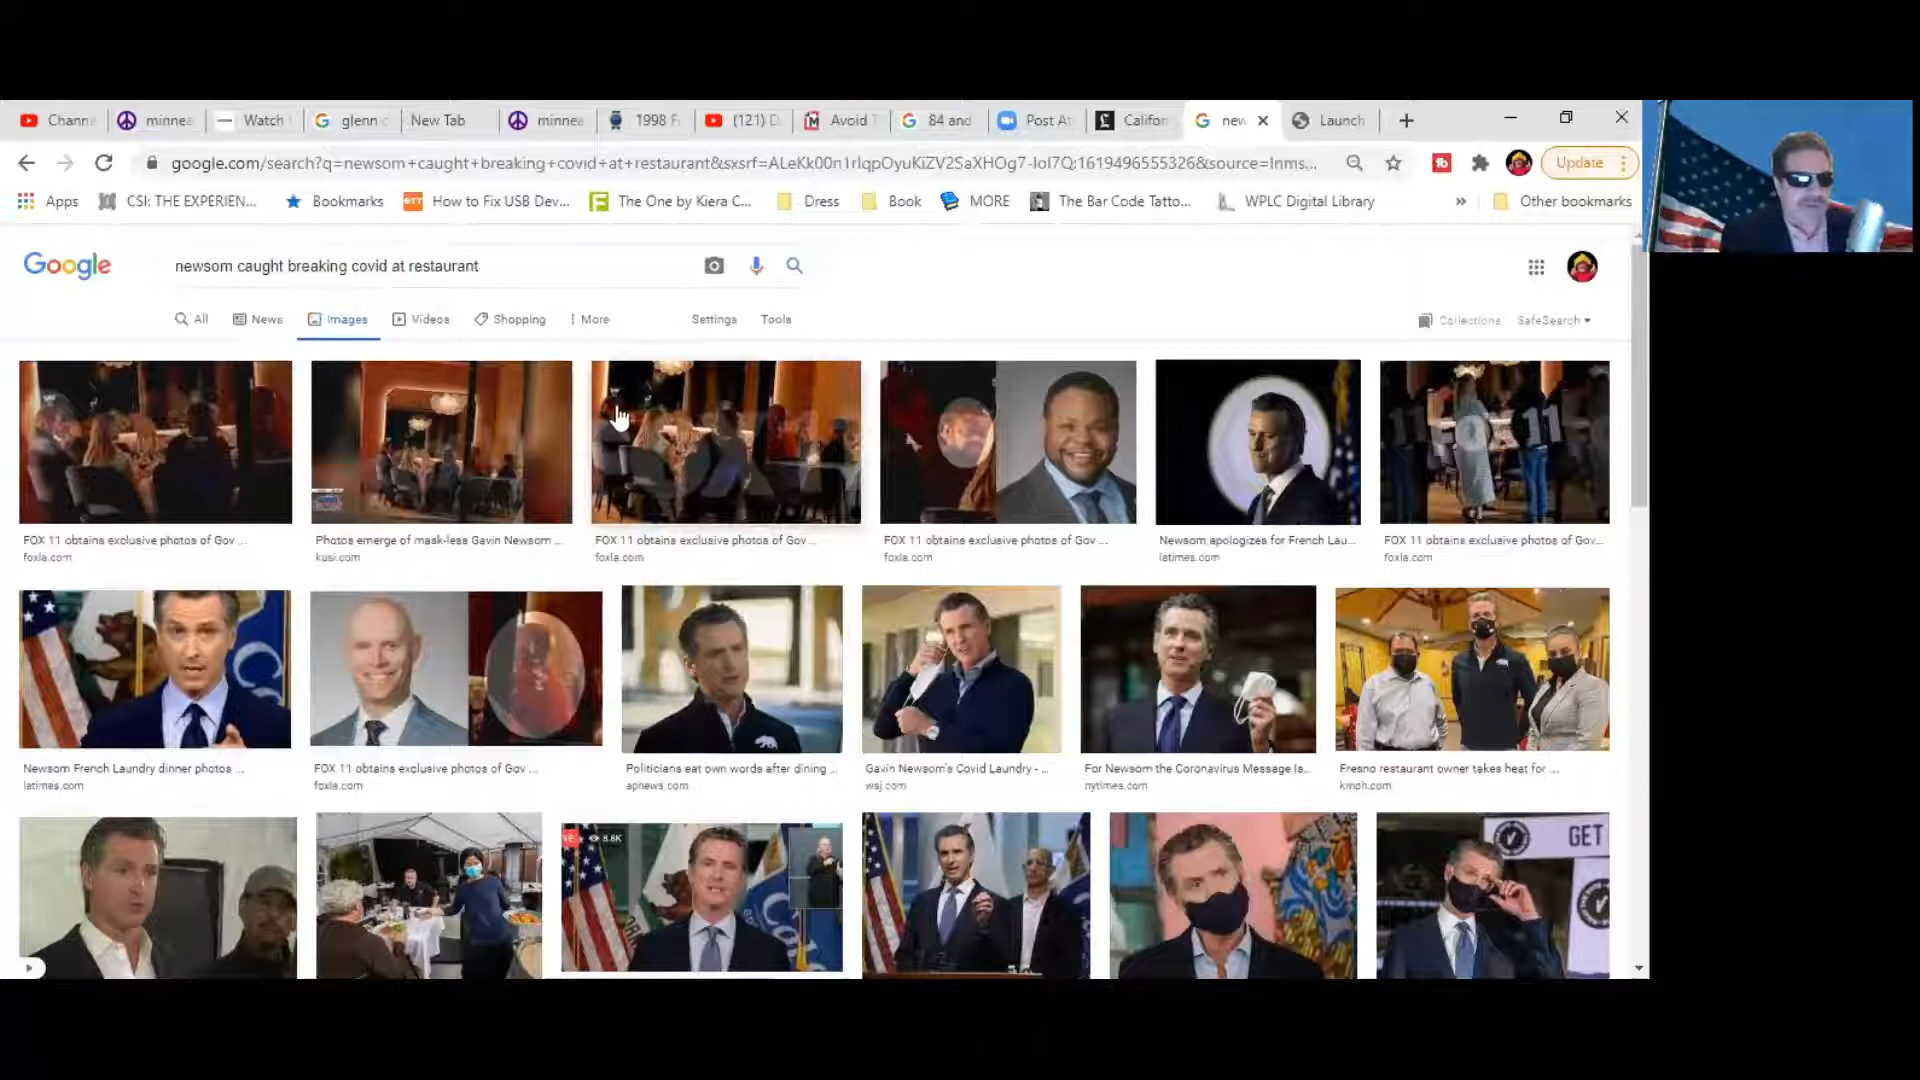 Chann
minnea
Watch
glenn c
New Tab
minnea
1998 F
(121) D
Avoid T
84 and
Post At
Califor
new
Launch
google.com/search?q=newsom+caught+breaking+covid+at+restaurant&sxsrf=ALeKk00n1rlqpOyuKiZV2SaXHOg7-IoI7Q:1619496555326&source=lnms...
Update
Apps
CSI: THE EXPERIEN...
Bookmarks
How to Fix USB Dev...
The One by Kiera C...
Dress
Book
MORE
The Bar Code Tatto...
WPLC Digital Library
»
Other bookmarks
Google
newsom caught breaking covid at restaurant
All
News
Images
Videos
Shopping
More
Settings
Tools
Collections
SafeSearch
FOX 11 obtains exclusive photos of Gov ...
foxla.com
Photos emerge of mask-less Gavin Newsom ...
kusi.com
FOX 11 obtains exclusive photos of Gov...
foxla.com
FOX 11 obtains exclusive photos of Gov ...
foxla.com
Newsom apologizes for French Lau...
latimes.com
FOX 11 obtains exclusive photos of Gov...
foxla.com
Newsom French Laundry dinner photos ...
latimes.com
FOX 11 obtains exclusive photos of Gov ...
foxla.com
Politicians eat own words after dining ...
apnews.com
Gavin Newsom's Covid Laundry - ...
wsj.com
For Newsom the Coronavirus Message Is...
nytimes.com
Fresno restaurant owner takes heat for ...
kmph.com
8.8K
GET